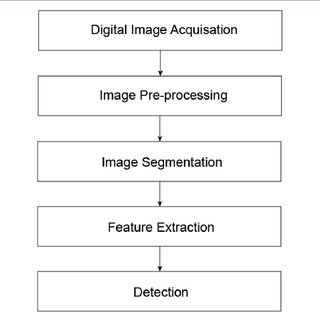 Digital Image Acquisation
Image Pre-processing
Image Segmentation
Feature Extraction
Detection